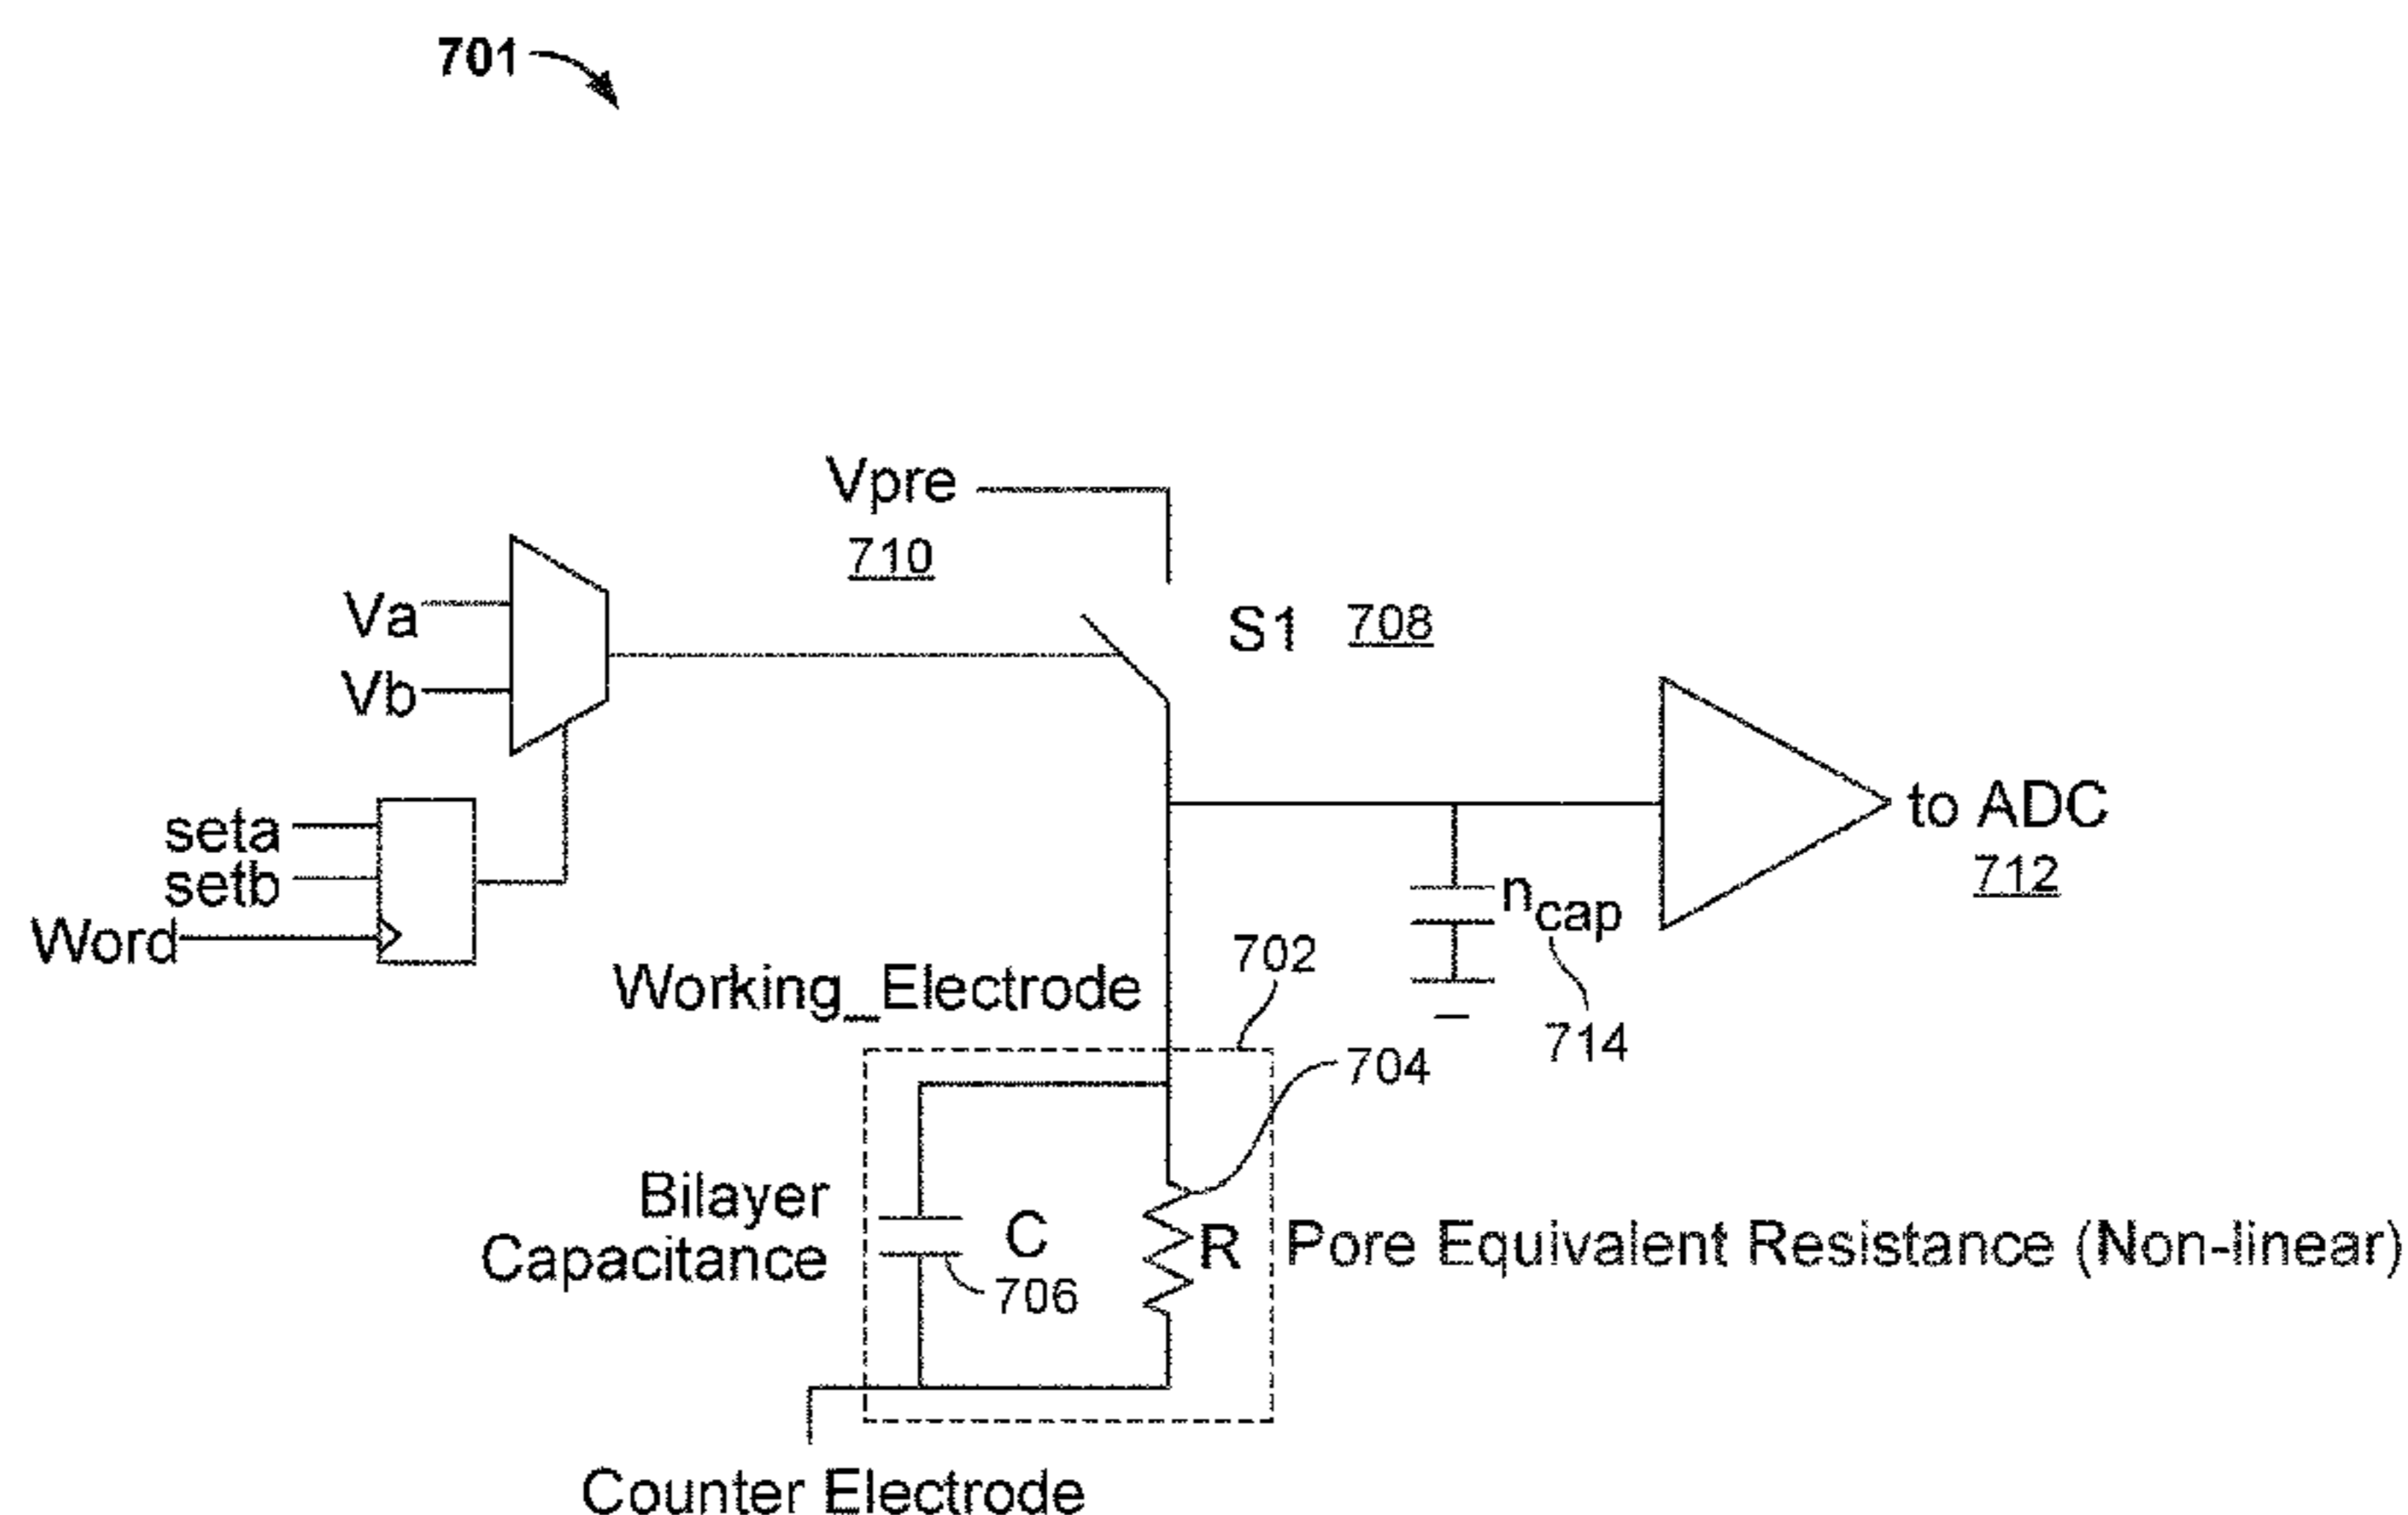 701
Vpre
710
Va
S1 708
Vb
to ADC
712
seta
setb
Word
n_cap
714
Working_Electrode
702
704
Bilayer
Capacitance
C
706
R
Pore Equivalent Resistance (Non-linear)
Counter Electrode